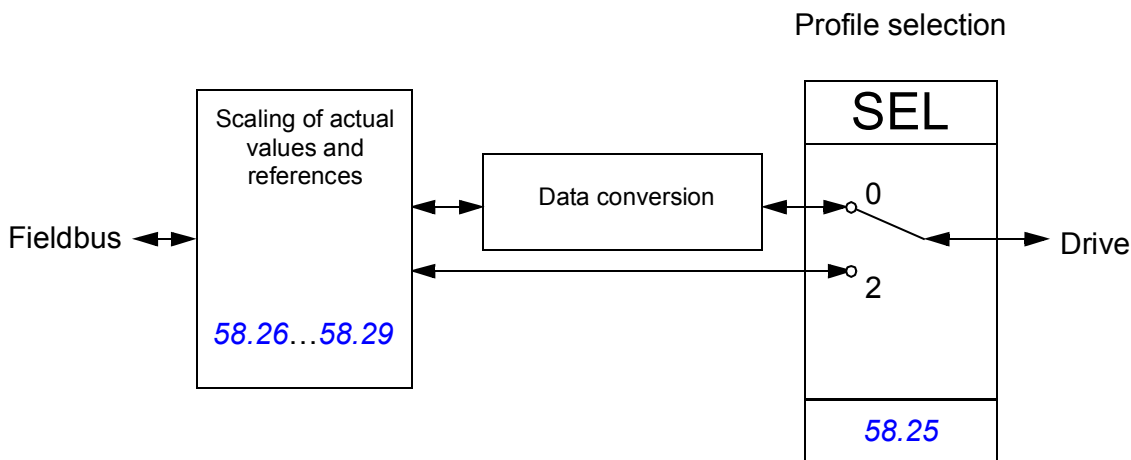 Profile selection
SEL
Scaling of actual
values and
references
Data conversion
0
Fieldbus
Drive
2
58.26…58.29
58.25